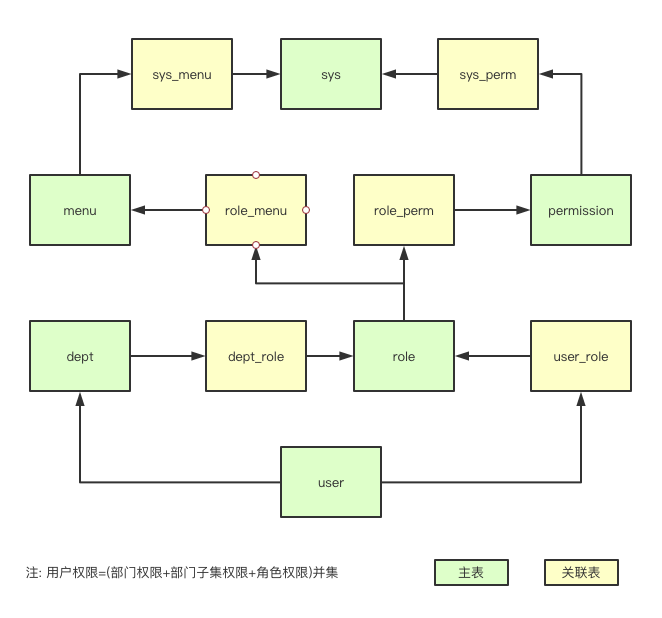 sys_menu
sys
sys_perm
menu
role_menu
role_perm
permission
dept
dept_role
role
user_role
user
注: 用户权限=(部门权限+部门子集权限+角色权限)并集
主表
关联表